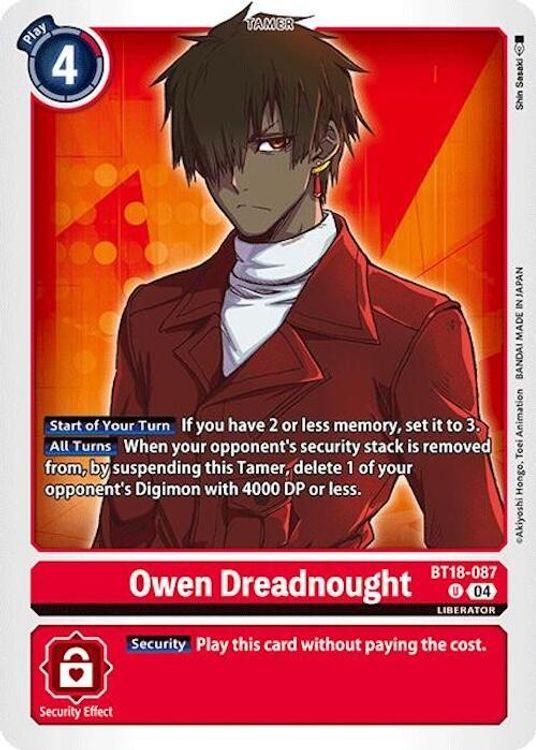 TAMER
Play
4
Shin Sasaki
©Akiyoshi Hongo, Toei Animation BANDAI MADE IN JAPAN
Start of Your Turn If you have 2 or less memory, set it to 3.
All Turns When your opponent's security stack is removed
from, by suspending this Tamer, delete 1 of your
opponent's Digimon with 4000 DP or less.
Owen Dreadnought
BT18-087
U 04
LIBERATOR
Security Play this card without paying the cost.
Security Effect